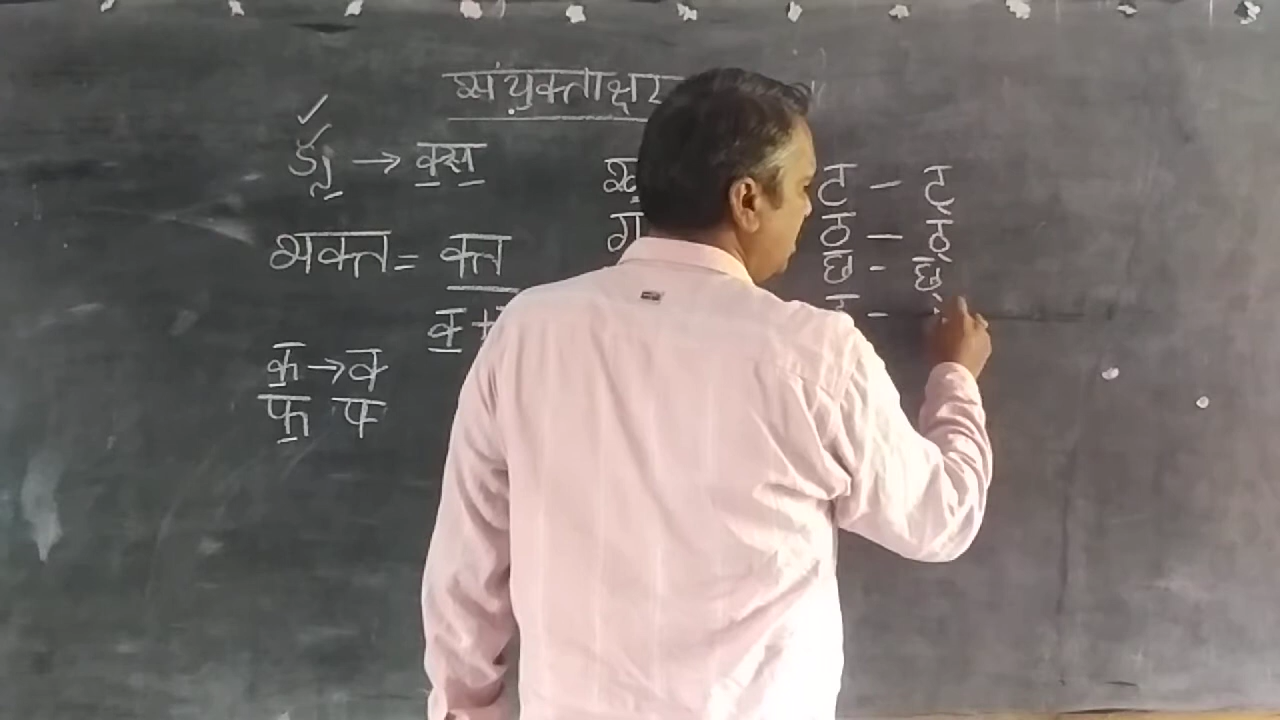 संयुक्ताक्षर
→ क्स
भक्त = क्त
क +
क → क्
फ फ्
ख्
ग
ट - ट्
ठ - ठ्
छ - छ्